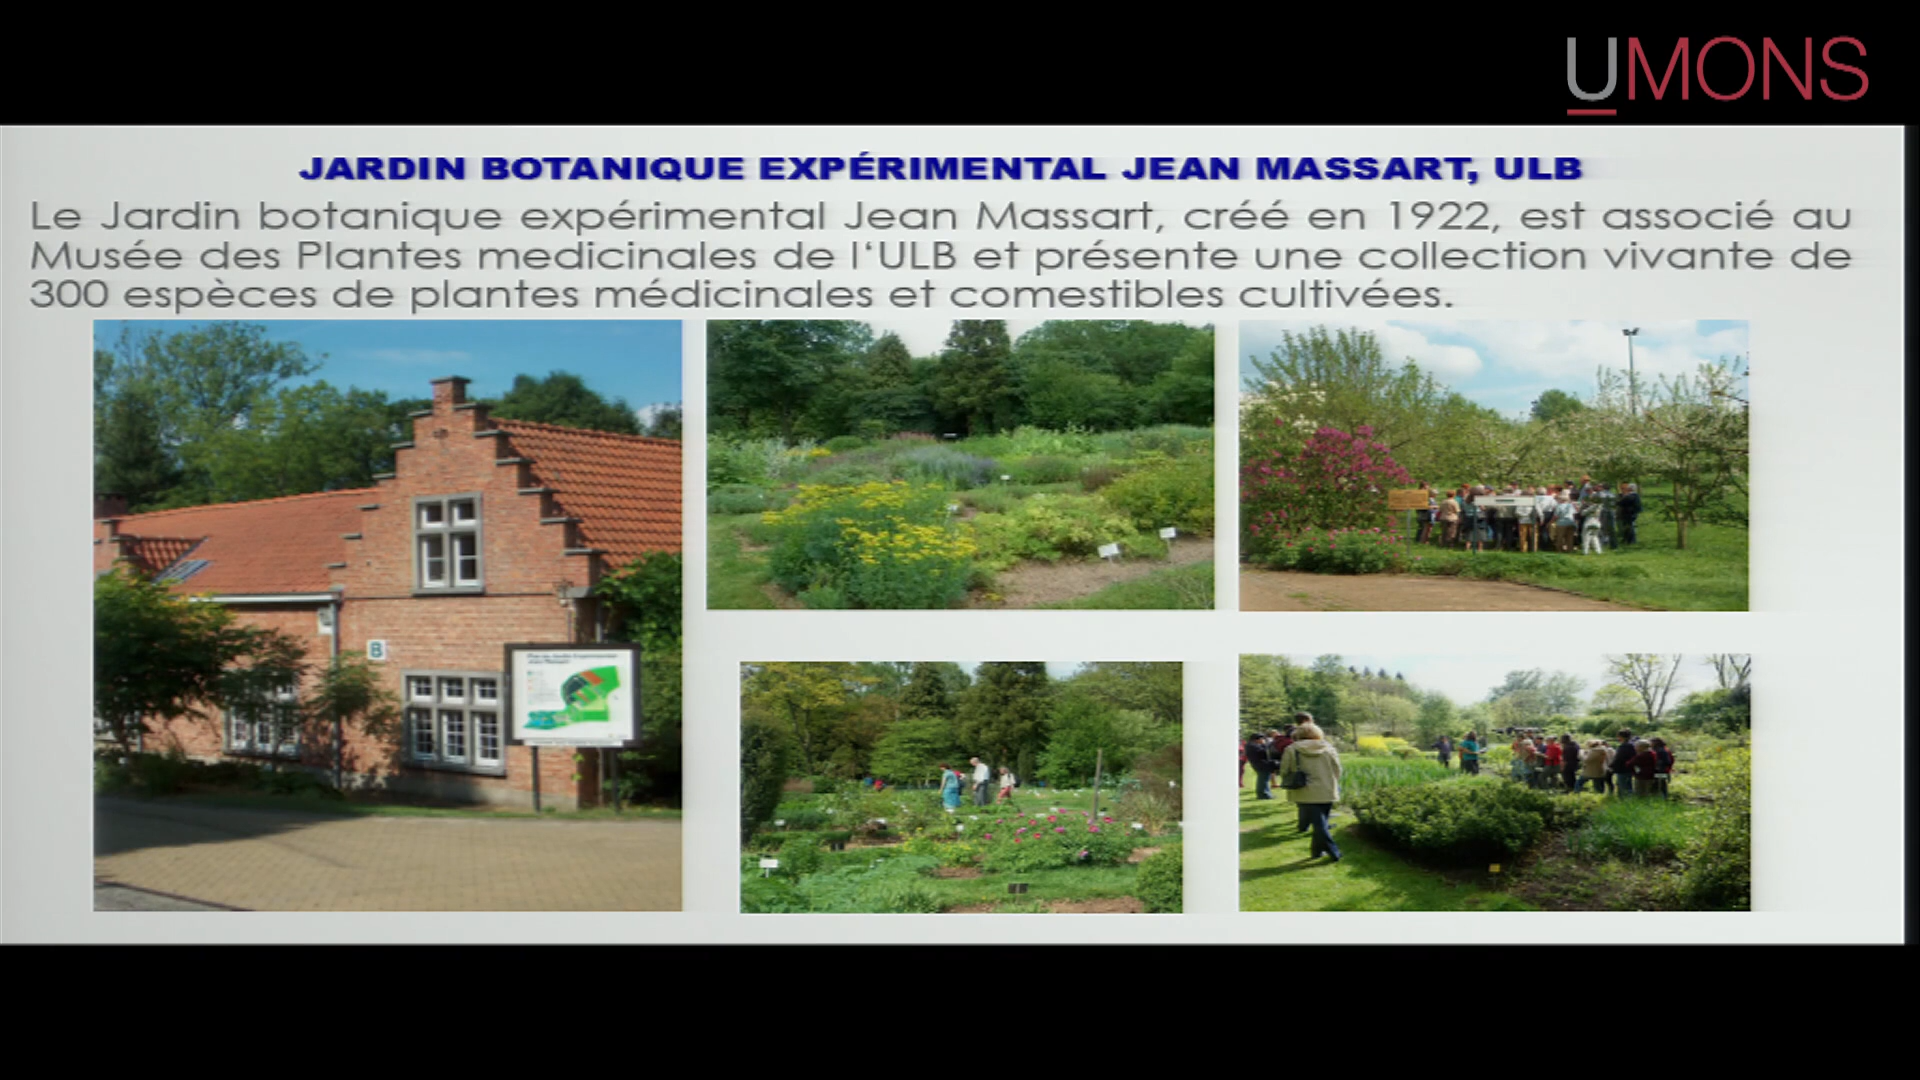 UMONS
JARDIN BOTANIQUE EXPÉRIMENTAL JEAN MASSART, ULB
Le Jardin botanique expérimental Jean Massart, créé en 1922, est associé au
Musée des Plantes medicinales de l‘ULB et présente une collection vivante de
300 espèces de plantes médicinales et comestibles cultivées.
B